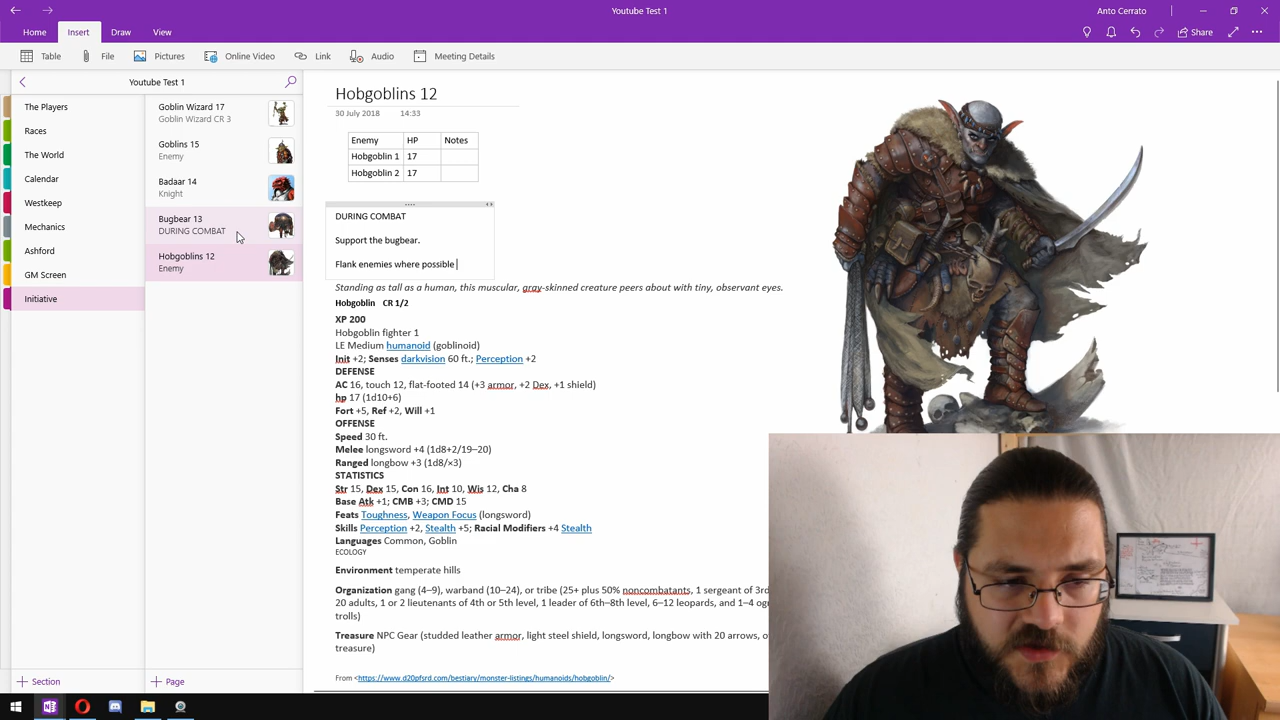 Youtube Test 1
Anto Cerrato
Home
Insert
Draw
View
Share
Table
File
Pictures
Online Video
Link
Audio
Meeting Details
Youtube Test 1
The Players
Races
The World
Calendar
Westkeep
Mechanics
Ashford
GM Screen
Initiative
Section
Goblin Wizard 17
Goblin Wizard CR 3
Goblins 15
Enemy
Badaar 14
Knight
Bugbear 13
DURING COMBAT
Hobgoblins 12
Enemy
Page
Hobgoblins 12
30 July 2018 14:33
Enemy HP Notes
Hobgoblin 1 17
Hobgoblin 2 17
DURING COMBAT
Support the bugbear.
Flank enemies where possible
Standing as tall as a human, this muscular, gray-skinned creature peers about with tiny, observant eyes.
Hobgoblin CR 1/2
XP 200
Hobgoblin fighter 1
LE Medium humanoid (goblinoid)
Init +2; Senses darkvision 60 ft.; Perception +2
DEFENSE
AC 16, touch 12, flat-footed 14 (+3 armor, +2 Dex, +1 shield)
hp 17 (1d10+6)
Fort +5, Ref +2, Will +1
OFFENSE
Speed 30 ft.
Melee longsword +4 (1d8+2/19–20)
Ranged longbow +3 (1d8/×3)
STATISTICS
Str 15, Dex 15, Con 16, Int 10, Wis 12, Cha 8
Base Atk +1; CMB +3; CMD 15
Feats Toughness, Weapon Focus (longsword)
Skills Perception +2, Stealth +5; Racial Modifiers +4 Stealth
Languages Common, Goblin
ECOLOGY
Environment temperate hills
Organization gang (4–9), warband (10–24), or tribe (25+ plus 50% noncombatants, 1 sergeant of 3rd
20 adults, 1 or 2 lieutenants of 4th or 5th level, 1 leader of 6th–8th level, 6–12 leopards, and 1–4
trolls)
Treasure NPC Gear (studded leather armor, light steel shield, longsword, longbow with 20 arrows,
treasure)
From <https://www.d20pfsrd.com/bestiary/monster-listings/humanoids/hobgoblin/>